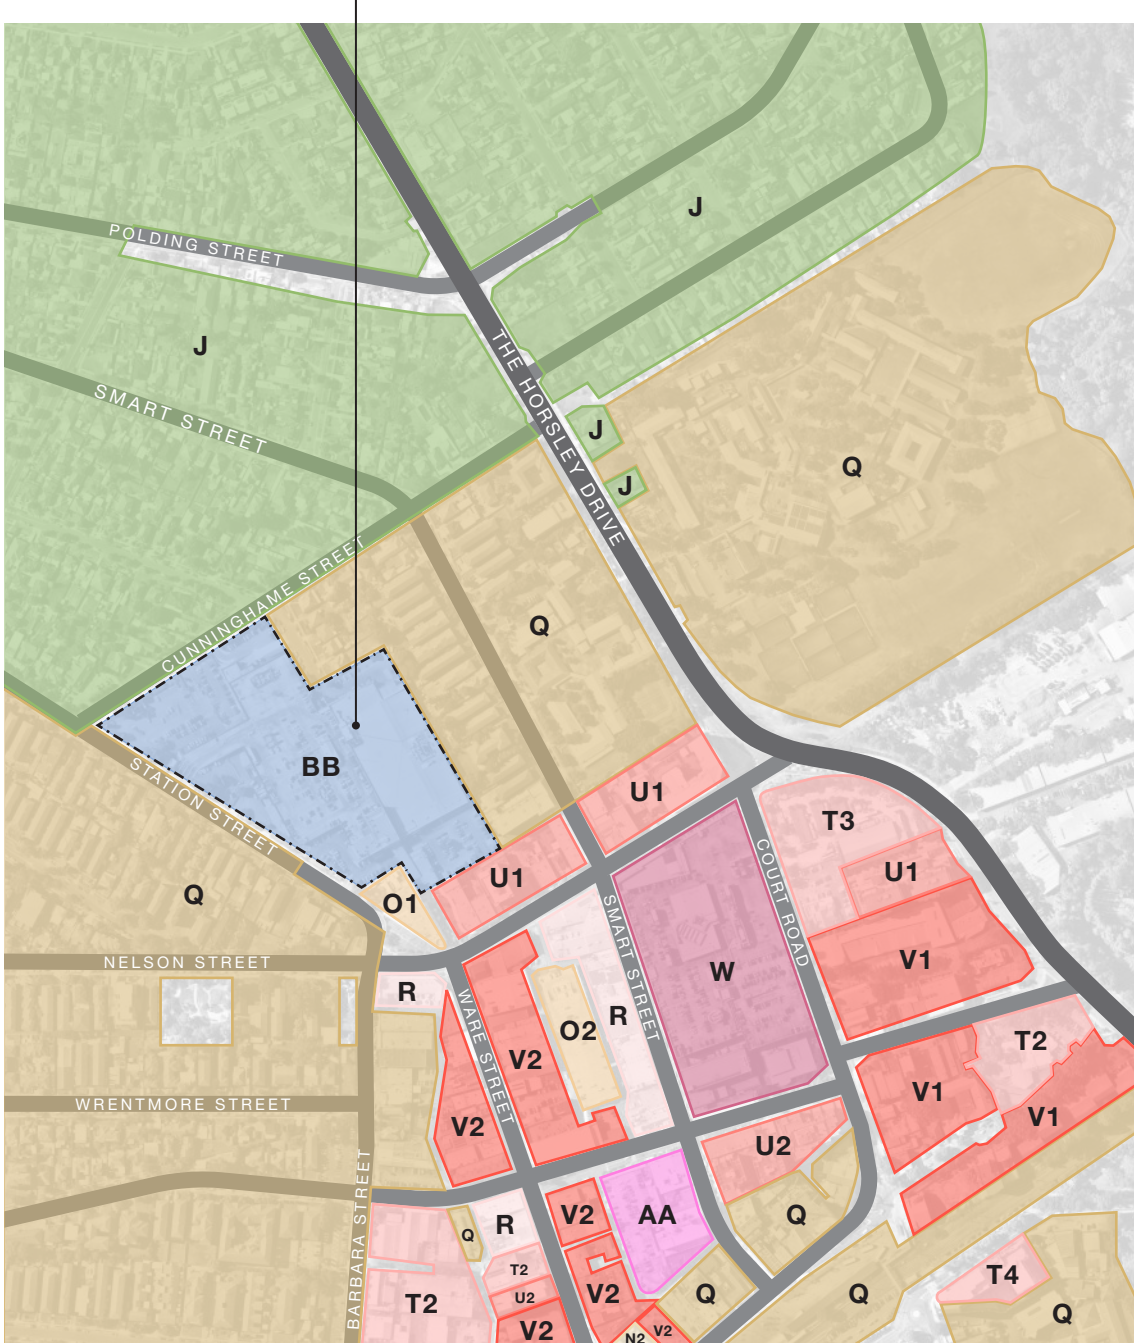 J
POLDING STREET
J
THE HORSLEY DRIVE
SMART STREET
J
J
Q
CUNNINGHAME STREET
Q
BB
STATION STREET
U1
T3
COURT ROAD
U1
U1
Q
O1
SMART STREET
NELSON STREET
V1
W
R
WARE STREET
R
O2
V2
T2
V1
WRENTMORE STREET
V1
V2
U2
BARBARA STREET
R
V2
AA
Q
Q
T2
V2
Q
Q
T4
U2
T2
Q
V2
N2
V2